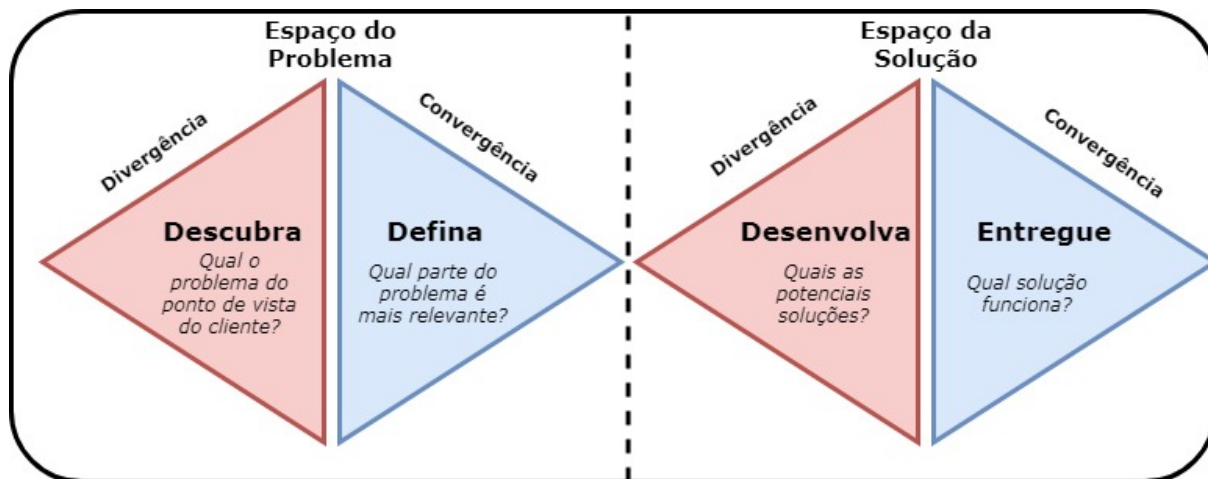 Espaço do
Problema
Divergência
Convergência
Descubra
Qual o
problema do
ponto de vista
do cliente?
Defina
Qual parte do
problema é
mais relevante?
Espaço da
Solução
Divergência
Convergência
Desenvolva
Quais as
potenciais
soluções?
Entregue
Qual solução
funciona?